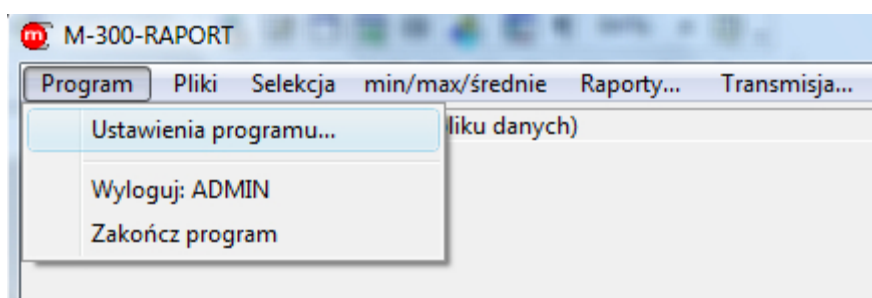 M-300-RAPORT
Program Pliki Selekcja min/max/średnie Raporty... Transmisja...
Ustawienia programu... liku danych)
Wyloguj: ADMIN
Zakończ program